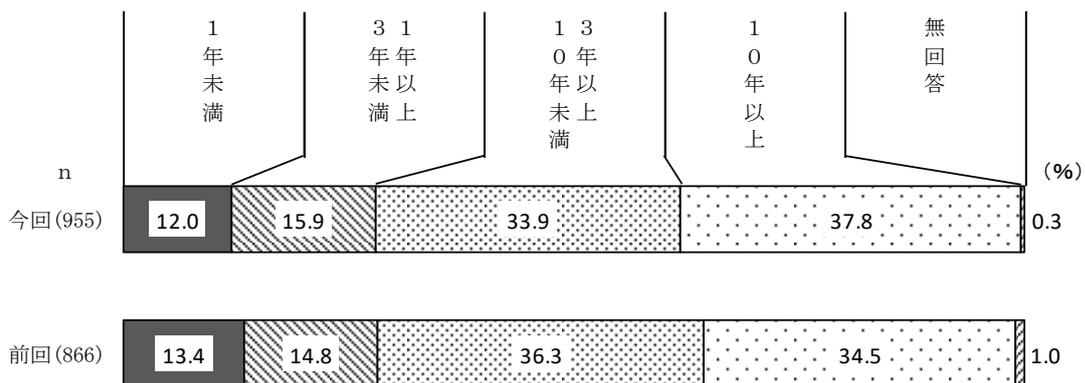 1年未満
1年以上
3年未満
3年以上
10年未満
10年以上
無回答
n
(%)
今回(955)
12.0
15.9
33.9
37.8
0.3
前回(866)
13.4
14.8
36.3
34.5
1.0